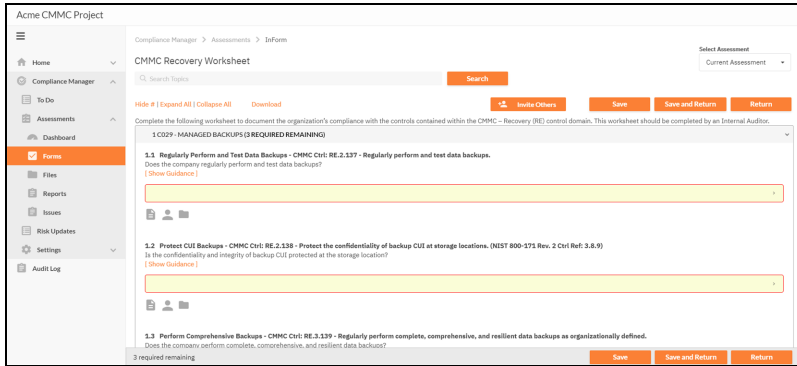 Acme CMMC Project
Compliance Manager > Assessments > InForm
Select Assessment
Home
CMMC Recovery Worksheet
Current Assessment
Compliance Manager
Search Topics
Search
To Do
Hide # | Expand All | Collapse All Download
Invite Others
Save
Save and Return
Return
Assessments
Complete the following worksheet to document the organization's compliance with the controls contained within the CMMC – Recovery (RE) control domain. This worksheet should be completed by an Internal Auditor.
Dashboard
1 C029 - MANAGED BACKUPS (3 REQUIRED REMAINING)
Forms
1.1 Regularly Perform and Test Data Backups - CMMC Ctrl: RE.2.137 - Regularly perform and test data backups.
Does the company regularly perform and test data backups?
Files
[ Show Guidance ]
Reports
Issues
Risk Updates
1.2 Protect CUI Backups - CMMC Ctrl: RE.2.138 - Protect the confidentiality of backup CUI at storage locations. (NIST 800-171 Rev. 2 Ctrl Ref: 3.8.9)
Settings
Is the confidentiality and integrity of backup CUI protected at the storage location?
[ Show Guidance ]
Audit Log
1.3 Perform Comprehensive Backups - CMMC Ctrl: RE.3.139 - Regularly perform complete, comprehensive, and resilient data backups as organizationally defined.
Does the company perform complete, comprehensive, and resilient data backups?
3 required remaining
Save
Save and Return
Return